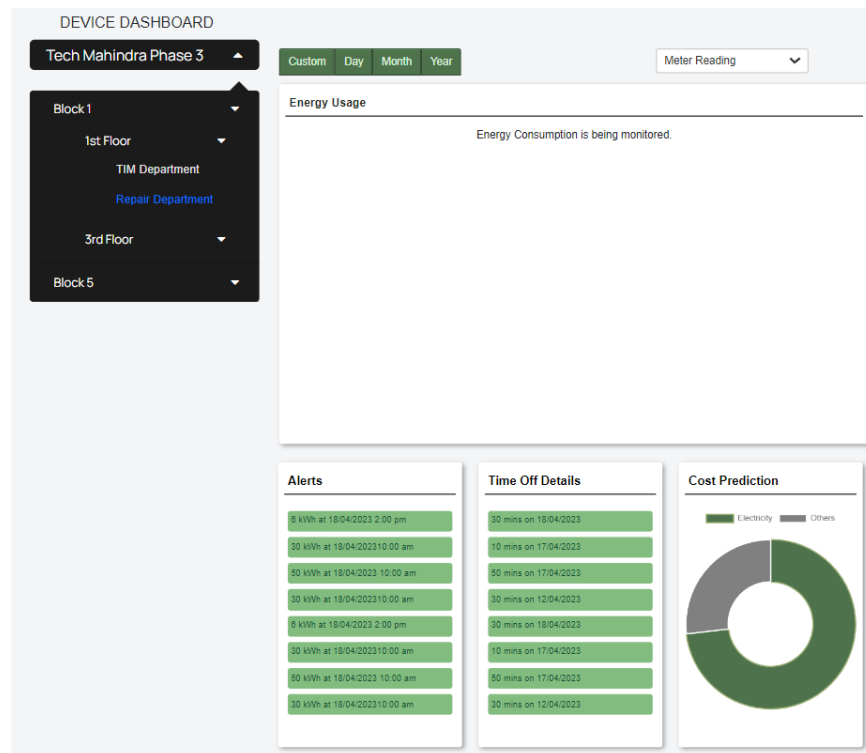 DEVICE DASHBOARD
Tech Mahindra Phase 3
Block 1
1st Floor
TIM Department
Repair Department
3rd Floor
Block 5
Custom Day Month Year
Meter Reading
Energy Usage
Energy Consumption is being monitored.
Alerts
6 kWh at 18/04/2023 2:00 pm
30 kWh at 18/04/202310:00 am
50 kWh at 18/04/2023 10:00 am
30 kWh at 18/04/202310:00 am
6 kWh at 18/04/2023 2:00 pm
30 kWh at 18/04/202310:00 am
50 kWh at 18/04/2023 10:00 am
30 kWh at 18/04/202310:00 am
Time Off Details
30 mins on 18/04/2023
10 mins on 17/04/2023
50 mins on 17/04/2023
30 mins on 12/04/2023
30 mins on 18/04/2023
10 mins on 17/04/2023
50 mins on 17/04/2023
30 mins on 12/04/2023
Cost Prediction
Electricity Others